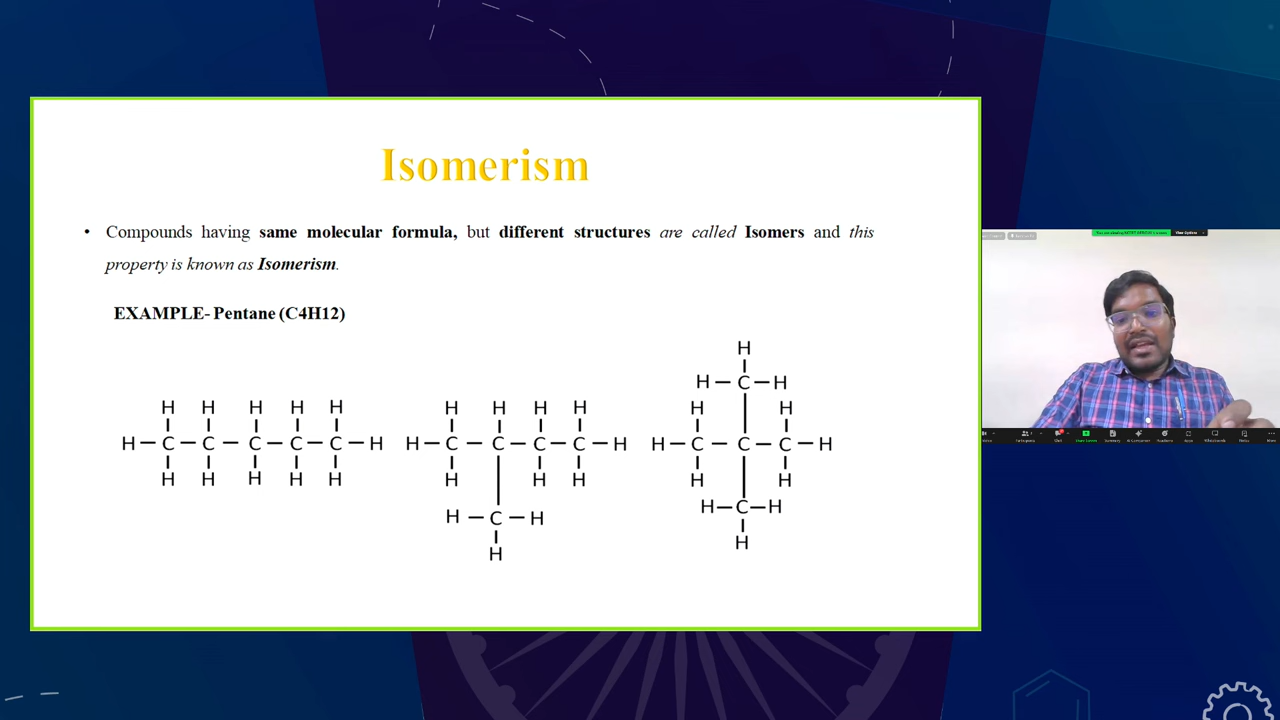 Isomerism
• Compounds having same molecular formula, but different structures are called Isomers and this
property is known as Isomerism.
EXAMPLE- Pentane (C4H12)
H
H – C – H
H H H H H H H H H H H
H – C – C – C – C – C – H H – C – C – C – C – H H – C – C – C – H
H H H H H H H H H H
H – C – H H – C – H
H H